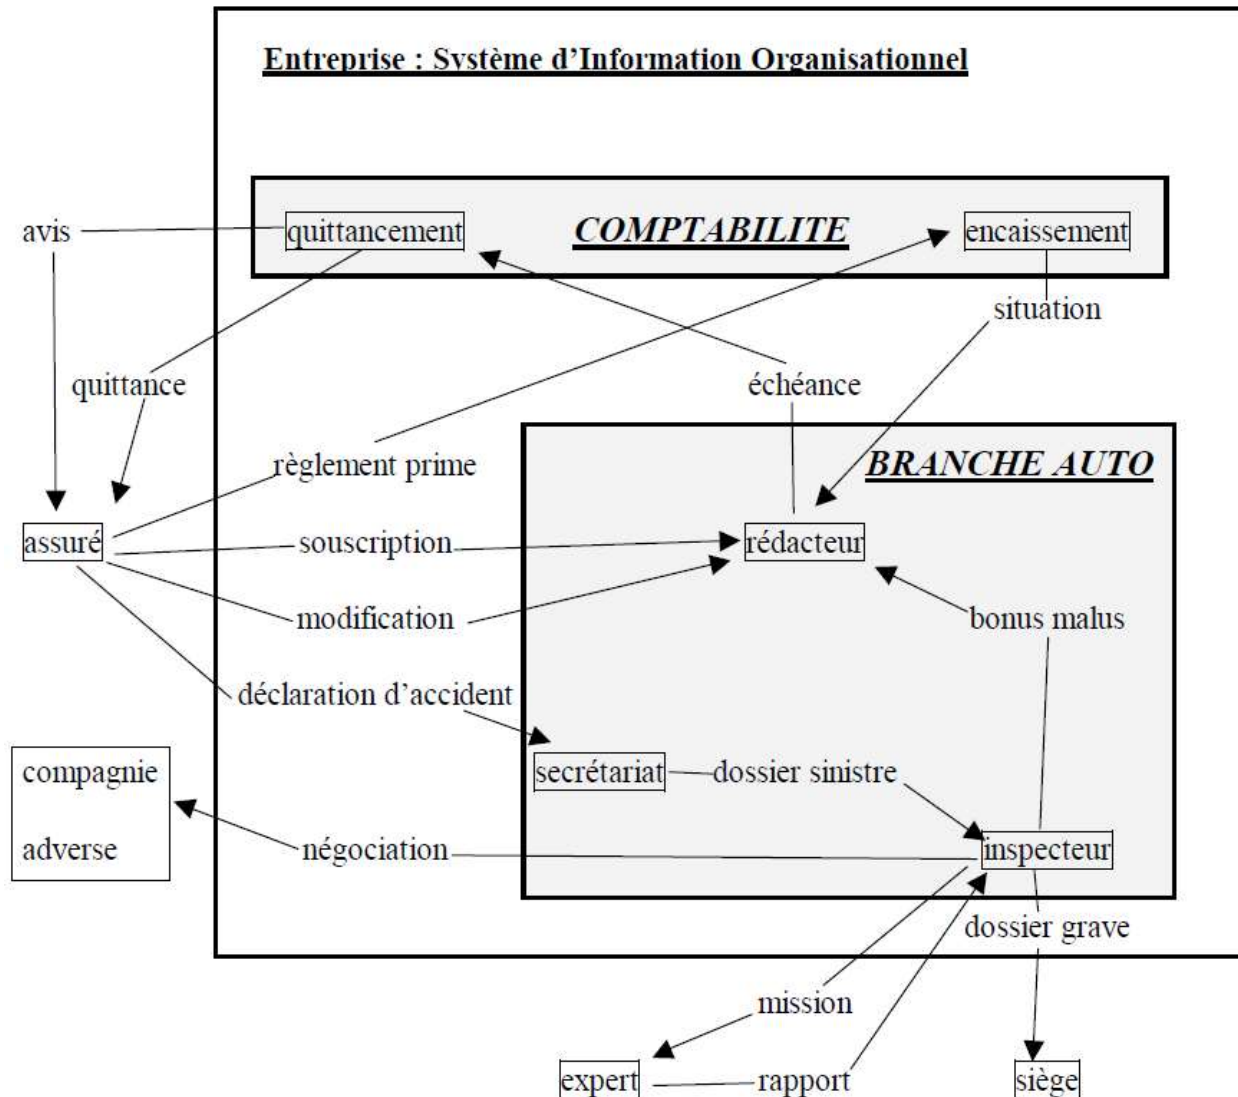 Entreprise : Système d'Information Organisationnel
avis
quittancement
COMPTABILITE
encaissement
situation
quittance
échéance
règlement prime
BRANCHE AUTO
assuré
souscription
rédacteur
modification
bonus malus
déclaration d'accident
compagnie
adverse
secrétariat
dossier sinistre
négociation
inspecteur
dossier grave
mission
expert
rapport
siège